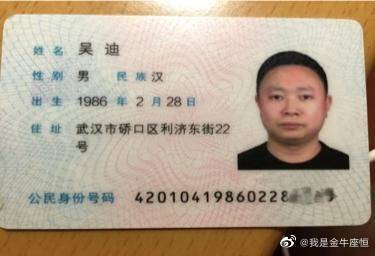 姓名 吴迪
性别 男 民族 汉
出生 1986 年 2 月 28 日
住址 武汉市硚口区利济东街22
号
公民身份号码 42010419860228
@我是金牛座恒